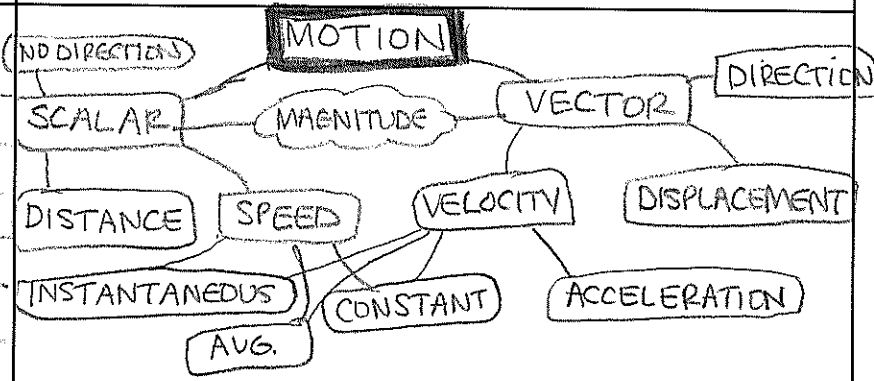 MOTION
NO DIRECTION
DIRECTION
SCALAR
MAGNITUDE
VECTOR
DISTANCE
SPEED
VELOCITY
DISPLACEMENT
INSTANTANEOUS
CONSTANT
ACCELERATION
AVG.